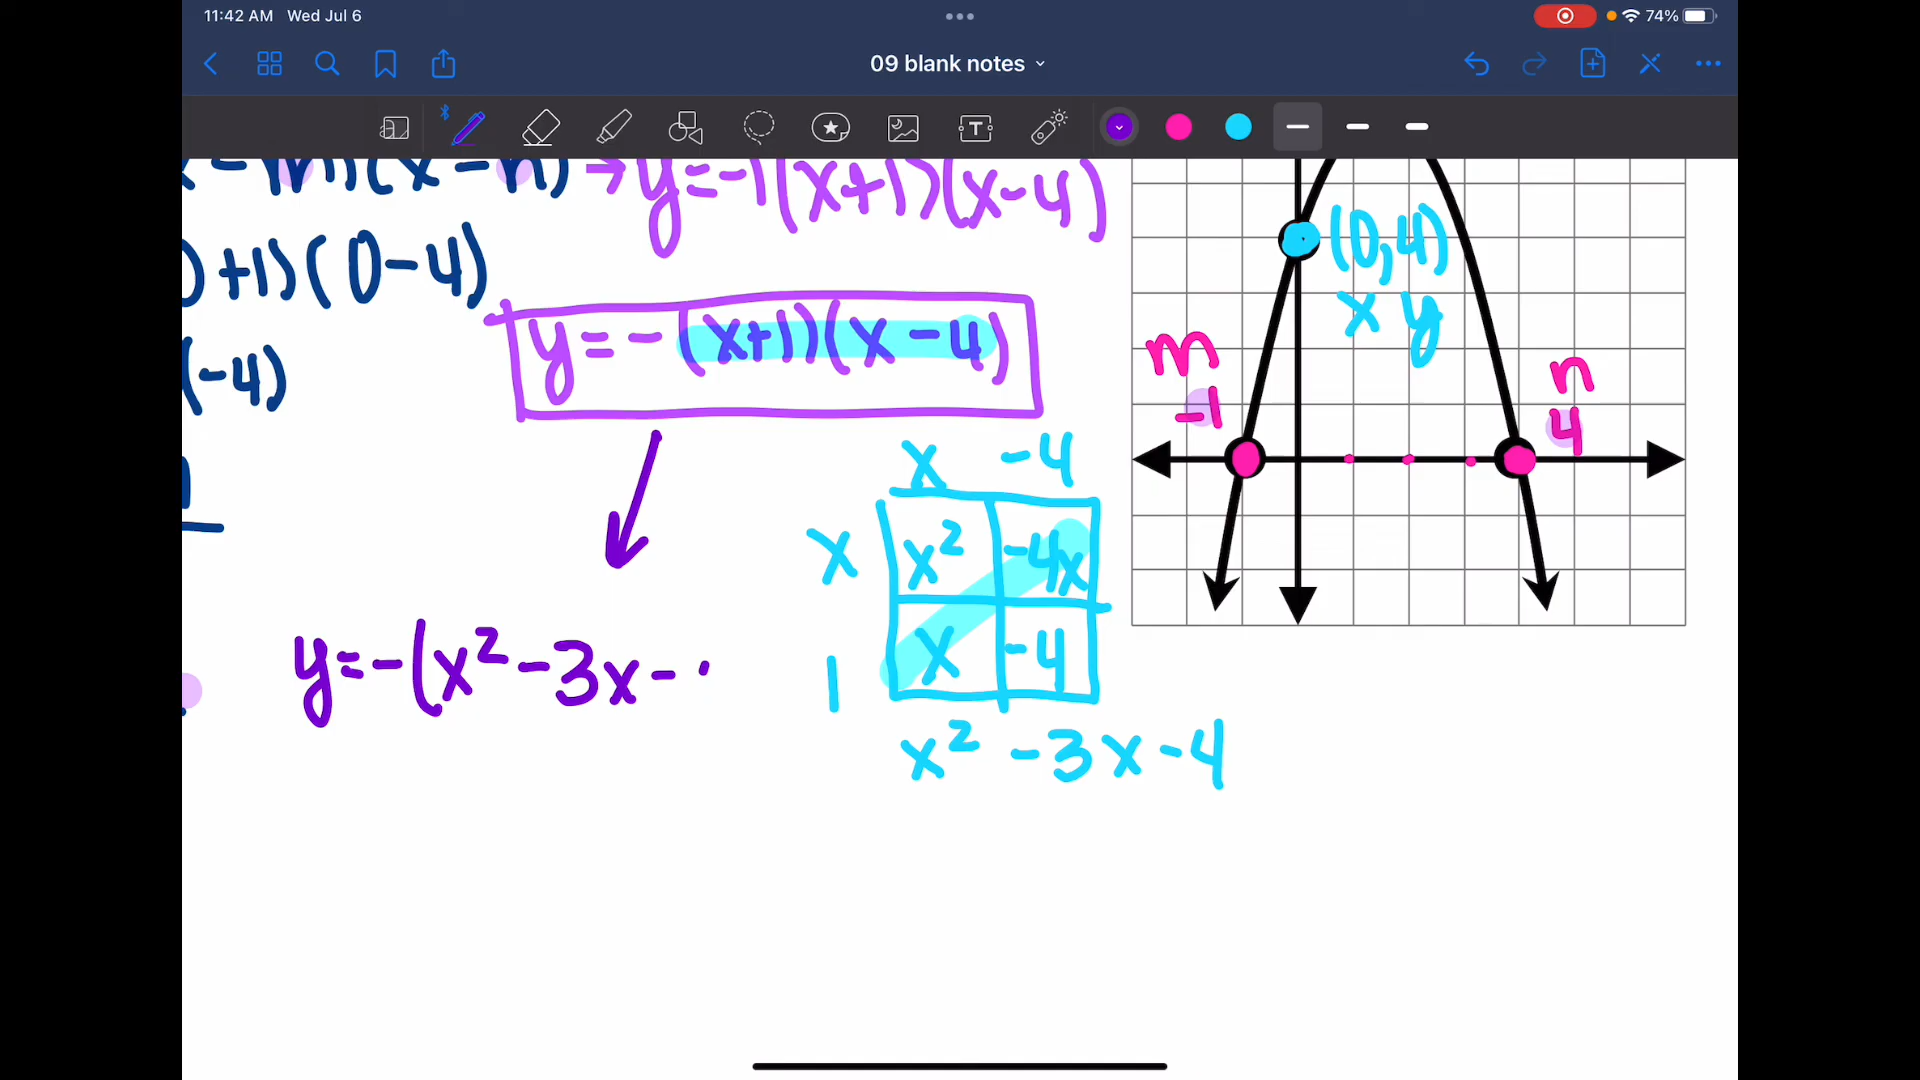 11:42 AM Wed Jul 6
74%
09 blank notes
x - m)(x - n) → y = -1(x+1)(x-4)
) +1)(0-4)
(-4)
y = -(x+1)(x-4)
(0,4)
x y
m
-1
n
4
x -4
x x² -4x
1 x -4
x² -3x -4
y = -(x² - 3x -